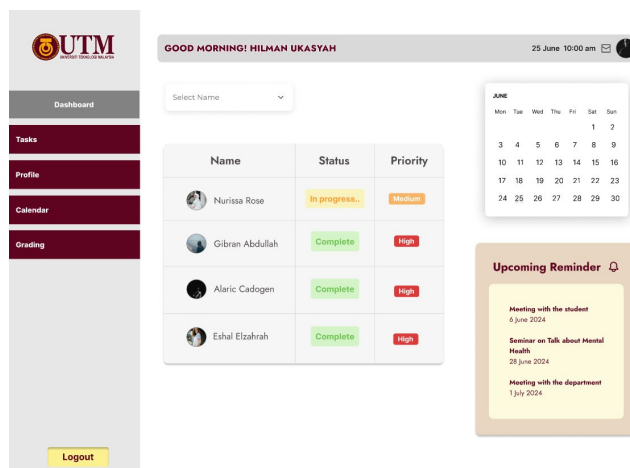 UTM
UNIVERSITI TEKNOLOGI MALAYSIA
Dashboard
Tasks
Profile
Calendar
Grading
Logout
GOOD MORNING! HILMAN UKASYAH
25 June 10:00 am
Select Name
Name Status Priority
Nurissa Rose In progress.. Medium
Gibran Abdullah Complete High
Alaric Cadogen Complete High
Eshal Elzahrah Complete High
JUNE
Mon Tue Wed Thu Fri Sat Sun
1 2
3 4 5 6 7 8 9
10 11 12 13 14 15 16
17 18 19 20 21 22 23
24 25 26 27 28 29 30
Upcoming Reminder
Meeting with the student
6 June 2024
Seminar on Talk about Mental
Health
28 June 2024
Meeting with the department
1 July 2024